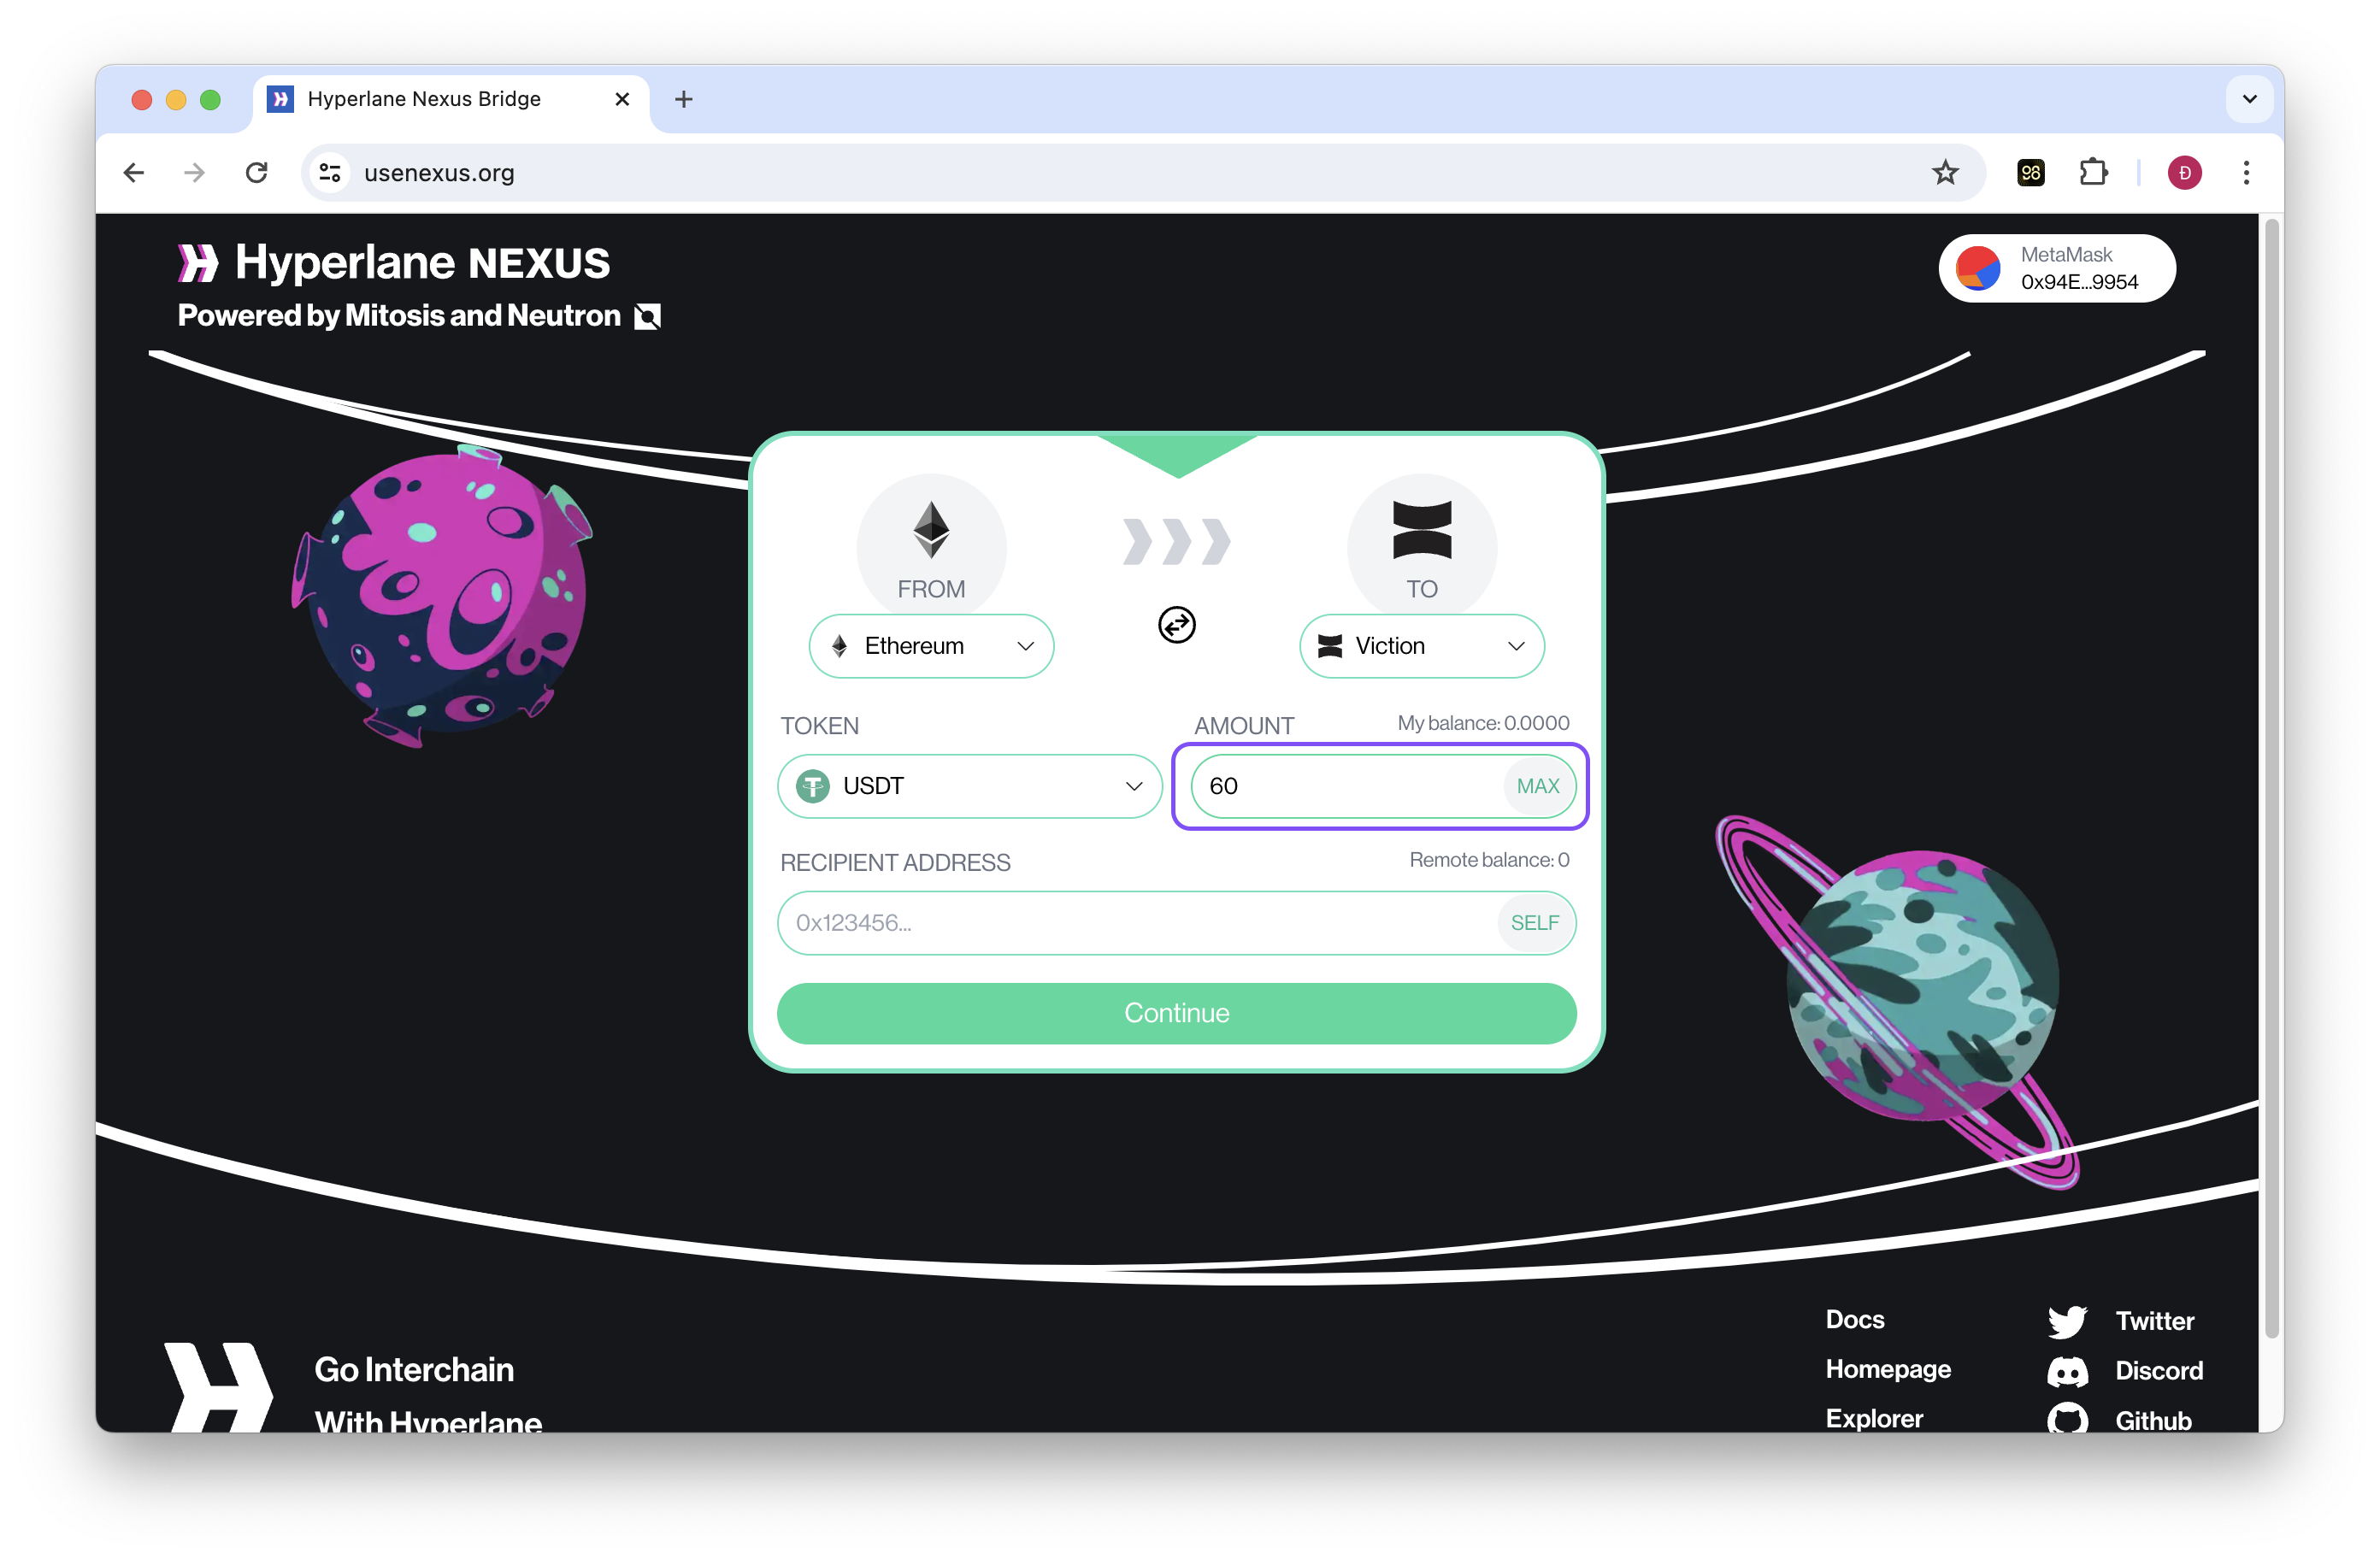 Hyperlane Nexus Bridge
usenexus.org
Đ
Hyperlane NEXUS
Powered by Mitosis and Neutron
MetaMask
0x94E...9954
FROM
TO
Ethereum
Viction
TOKEN
AMOUNT
My balance: 0.0000
USDT
60
MAX
RECIPIENT ADDRESS
Remote balance: 0
0x123456...
SELF
Continue
Go Interchain
With Hyperlane
Docs
Homepage
Explorer
Twitter
Discord
Github